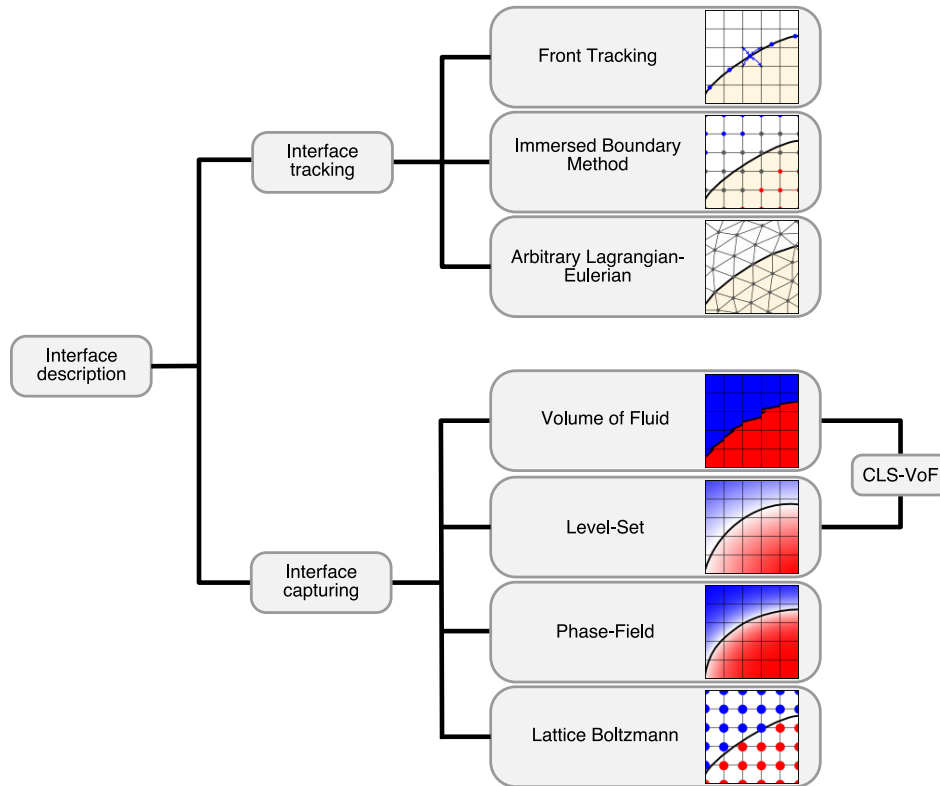 Interface
description
Interface
tracking
Front Tracking
Immersed Boundary
Method
Arbitrary Lagrangian-
Eulerian
Interface
capturing
Volume of Fluid
Level-Set
Phase-Field
Lattice Boltzmann
CLS-VoF